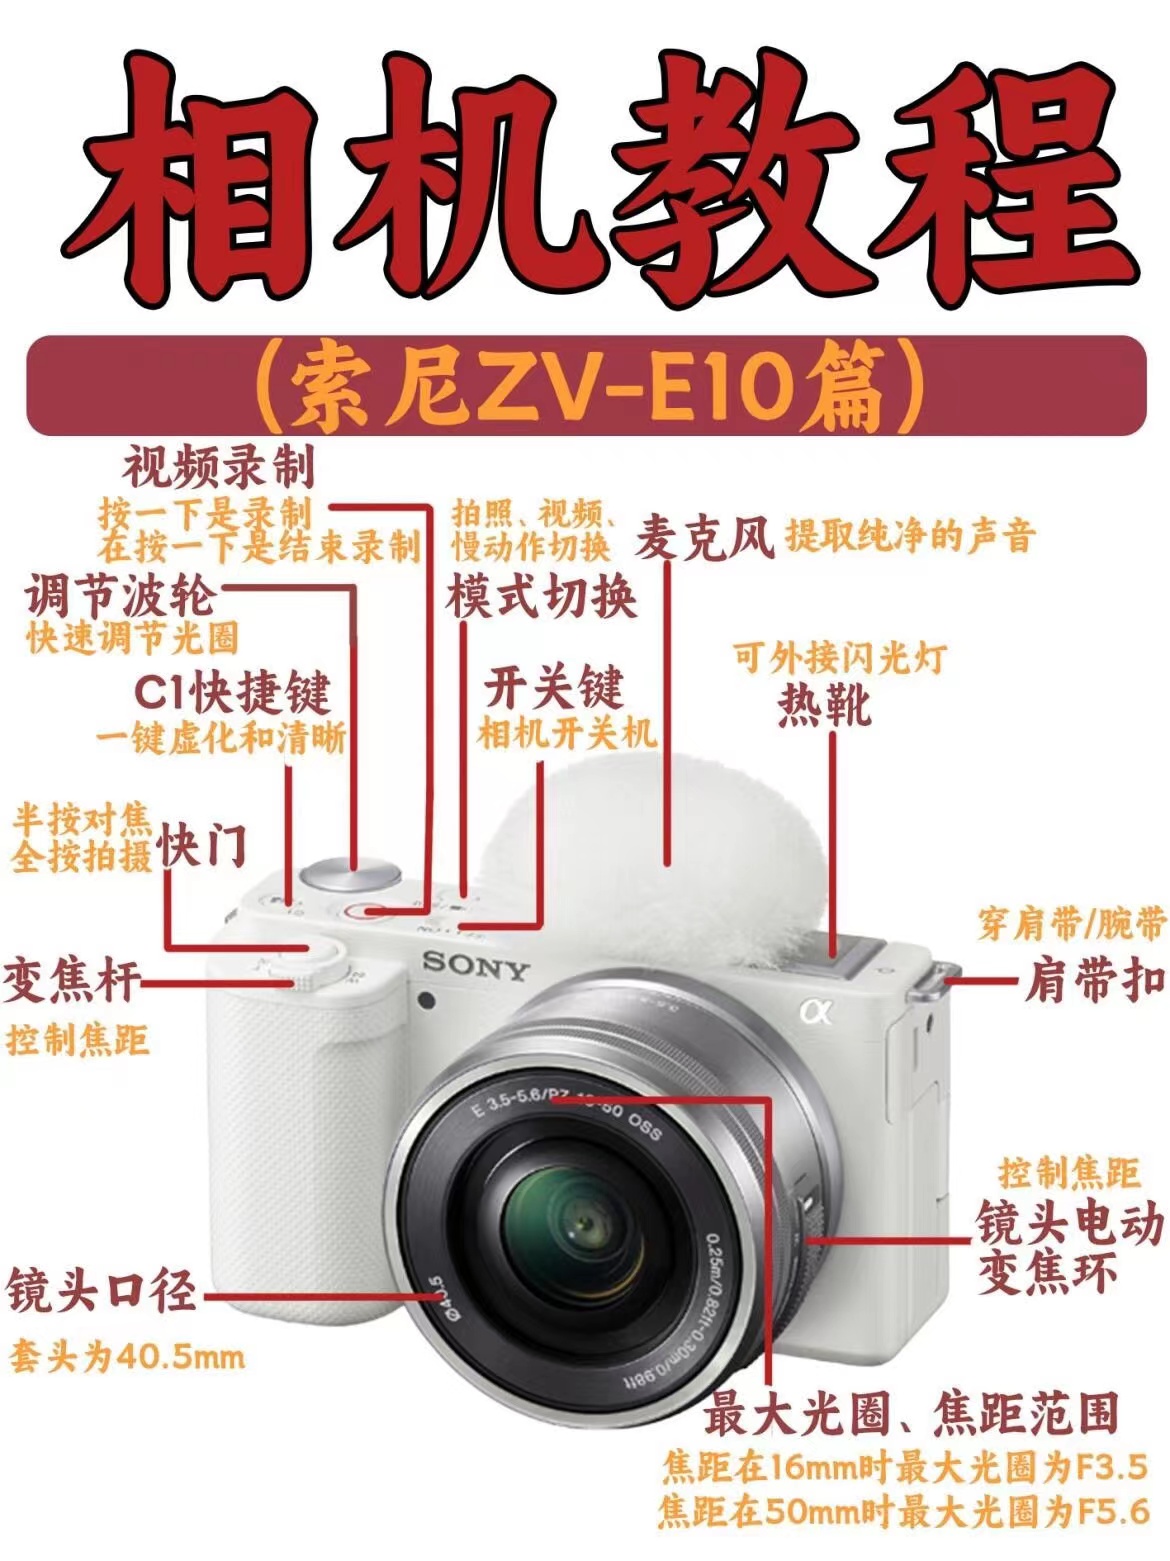 相机教程
(索尼ZV-E10篇)
视频录制
按一下是录制
在按一下是结束录制
拍照、视频、
慢动作切换
模式切换
麦克风 提取纯净的声音
调节波轮
快速调节光圈
可外接闪光灯
热靴
C1快捷键
一键虚化和清晰
开关键
相机开关机
半按对焦
全按拍摄
快门
穿肩带/腕带
肩带扣
变焦杆
控制焦距
SONY
α
E 3.5-5.6/PZ 16-50 OSS
0.25m/0.82ft-0.30m/0.98ft
Ø40.5
控制焦距
镜头电动
变焦环
镜头口径
套头为40.5mm
最大光圈、焦距范围
焦距在16mm时最大光圈为F3.5
焦距在50mm时最大光圈为F5.6